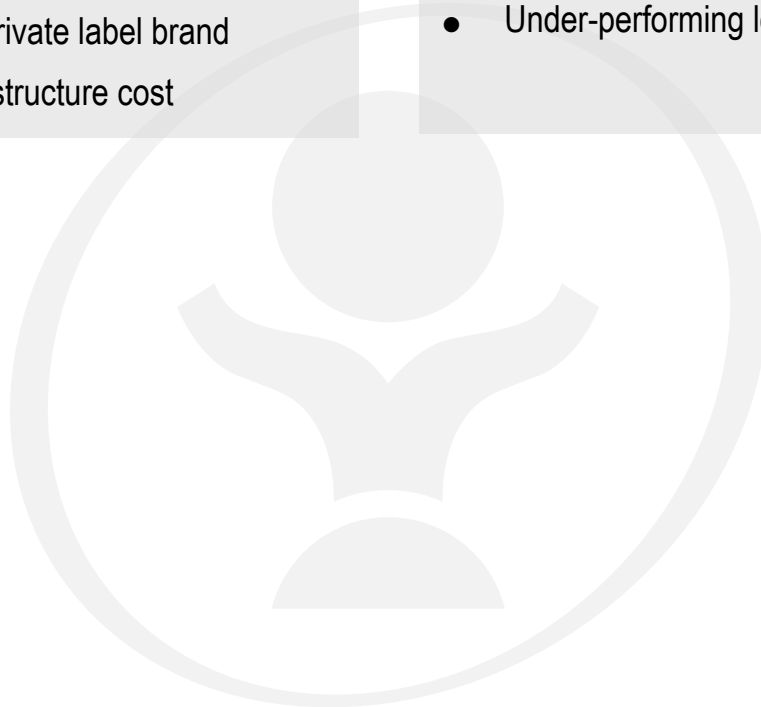 rivate label brand
structure cost
● Under-performing l